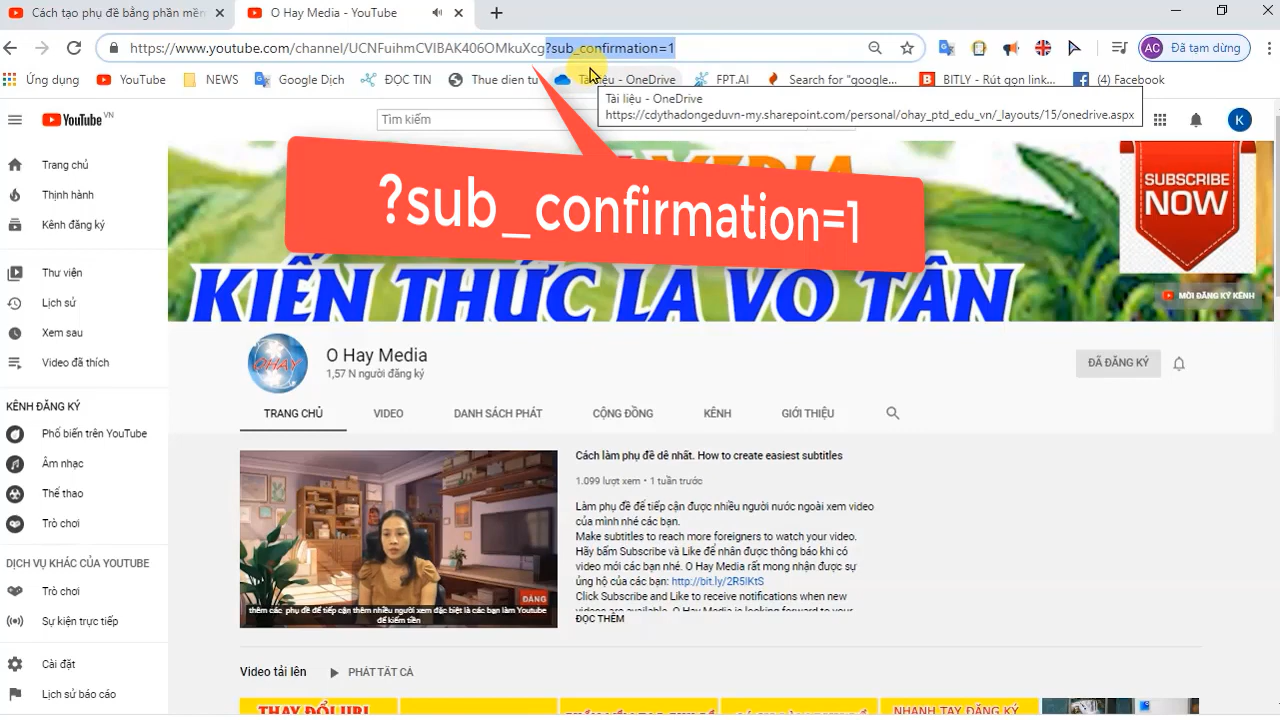 Cách tạo phụ đề bằng phần mền
O Hay Media - YouTube
https://www.youtube.com/channel/UCNFuihmCVIBAK406OMkuXcg?sub_confirmation=1
AC Đã tạm dừng
Ứng dụng
YouTube
NEWS
Google Dịch
ĐỌC TIN
Thue dien tu
Tài liệu - OneDrive
FPT.AI
Search for "google...
BITLY - Rút gọn link...
(4) Facebook
Tài liệu - OneDrive
https://cdythadongeduvn-my.sharepoint.com/personal/ohay_ptd_edu_vn/_layouts/15/onedrive.aspx
YouTube VN
Tìm kiếm
K
?sub_confirmation=1
SUBSCRIBE
NOW
KIẾN THỨC LÀ VÔ TẬN
MỜI ĐĂNG KÝ KÊNH
Trang chủ
Thịnh hành
Kênh đăng ký
Thư viện
Lịch sử
Xem sau
Video đã thích
KÊNH ĐĂNG KÝ
Phổ biến trên YouTube
Âm nhạc
Thể thao
Trò chơi
DỊCH VỤ KHÁC CỦA YOUTUBE
Trò chơi
Sự kiện trực tiếp
Cài đặt
Lịch sử báo cáo
OHAY
O Hay Media
1,57 N người đăng ký
ĐÃ ĐĂNG KÝ
TRANG CHỦ
VIDEO
DANH SÁCH PHÁT
CỘNG ĐỒNG
KÊNH
GIỚI THIỆU
thêm các phụ đề để tiếp cận thêm nhiều người xem đặc biệt là các bạn làm Youtube
để kiếm tiền
Cách làm phụ đề dễ nhất. How to create easiest subtitles
1.099 lượt xem • 1 tuần trước
Làm phụ đề để tiếp cận được nhiều người nước ngoài xem video
của mình nhé các bạn.
Make subtitles to reach more foreigners to watch your video.
Hãy bấm Subscribe và Like để nhận được thông báo khi có
video mới các bạn nhé. O Hay Media rất mong nhận được sự
ủng hộ của các bạn: http://bit.ly/2R5lKtS
Click Subscribe and Like to receive notifications when new
videos are available. O Hay Media is looking forward to your
ĐỌC THÊM
Video tải lên
PHÁT TẤT CẢ
THAY ĐỔI URL
NHANH TAY ĐĂNG KÝ